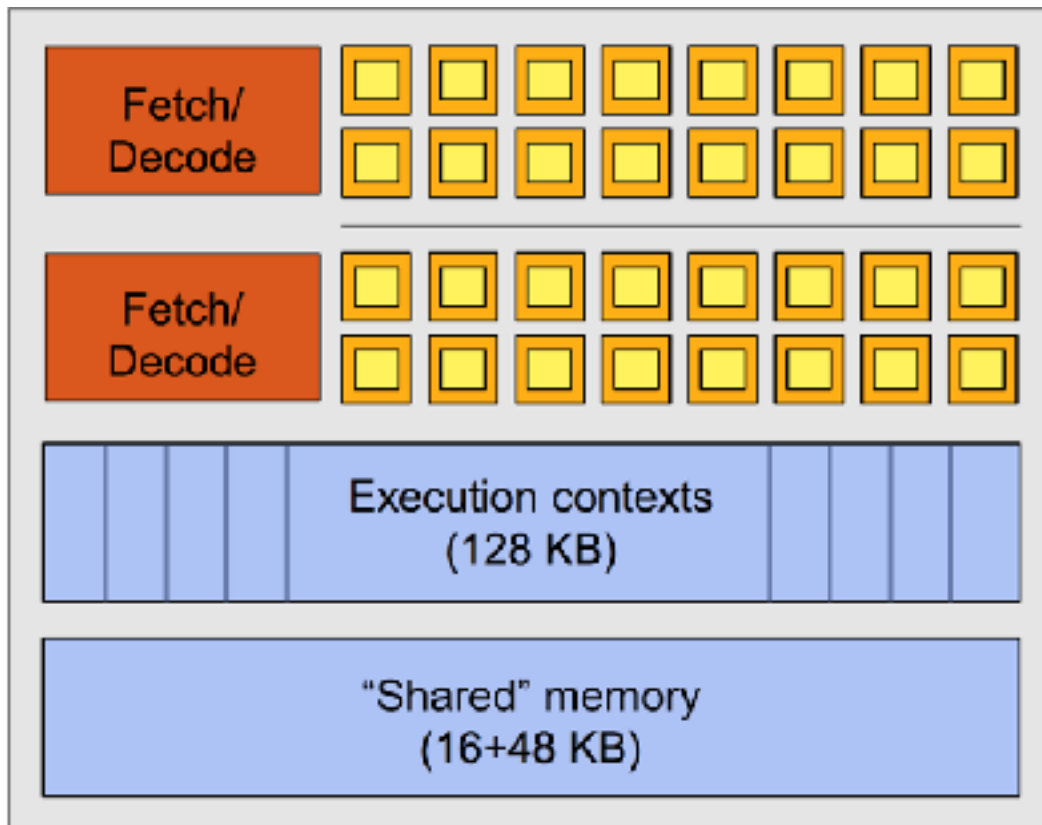 Fetch/
Decode
Fetch/
Decode
Execution contexts
(128 KB)
“Shared” memory
(16+48 KB)